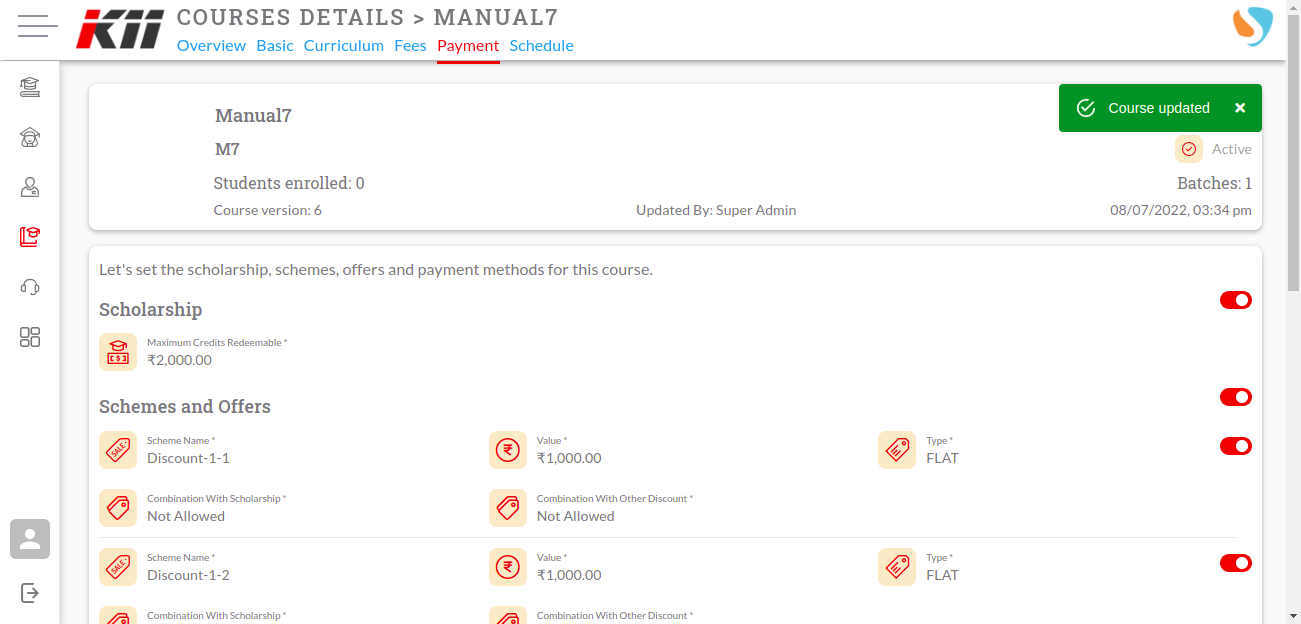 KII COURSES DETAILS > MANUAL7
Overview Basic Curriculum Fees Payment Schedule
Course updated
Manual7
M7 Active
Students enrolled: 0 Batches: 1
Course version: 6 Updated By: Super Admin 08/07/2022, 03:34 pm
Let's set the scholarship, schemes, offers and payment methods for this course.
Scholarship
Maximum Credits Redeemable *
₹2,000.00
Schemes and Offers
Scheme Name * Value * Type *
Discount-1-1 ₹1,000.00 FLAT
Combination With Scholarship * Combination With Other Discount *
Not Allowed Not Allowed
Scheme Name * Value * Type *
Discount-1-2 ₹1,000.00 FLAT
Combination With Scholarship * Combination With Other Discount *